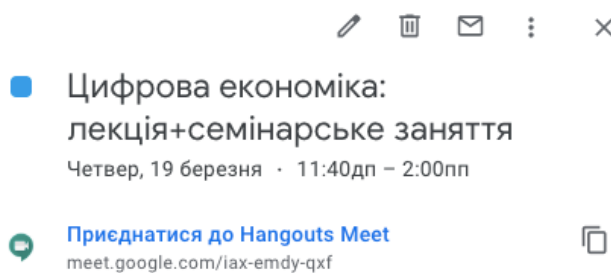 Цифрова економіка:
лекція+семінарське заняття
Четвер, 19 березня · 11:40дп – 2:00пп
Приєднатися до Hangouts Meet
meet.google.com/iax-emdy-qxf